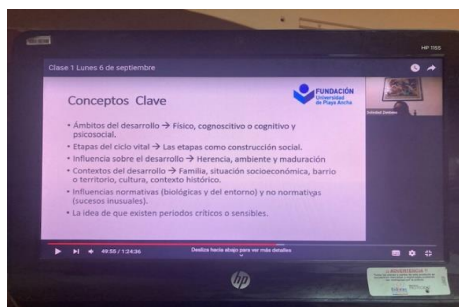 HP 1155
Clase 1 Lunes 6 de septiembre
Conceptos Clave
FUNDACIÓN
Universidad
de Playa Ancha
• Ámbitos del desarrollo → Físico, cognoscitivo o cognitivo y
psicosocial.
• Etapas del ciclo vital → Las etapas como construcción social.
• Influencia sobre el desarrollo → Herencia, ambiente y maduración
• Contextos del desarrollo → Familia, situación socioeconómica, barrio
o territorio, cultura, contexto histórico.
• Influencias normativas (biológicas y del entorno) y no normativas
(sucesos inusuales).
• La idea de que existen periodos críticos o sensibles.
49:55 / 1:24:36
Desliza hacia abajo para ver más detalles
hp
ADVERTENCIA